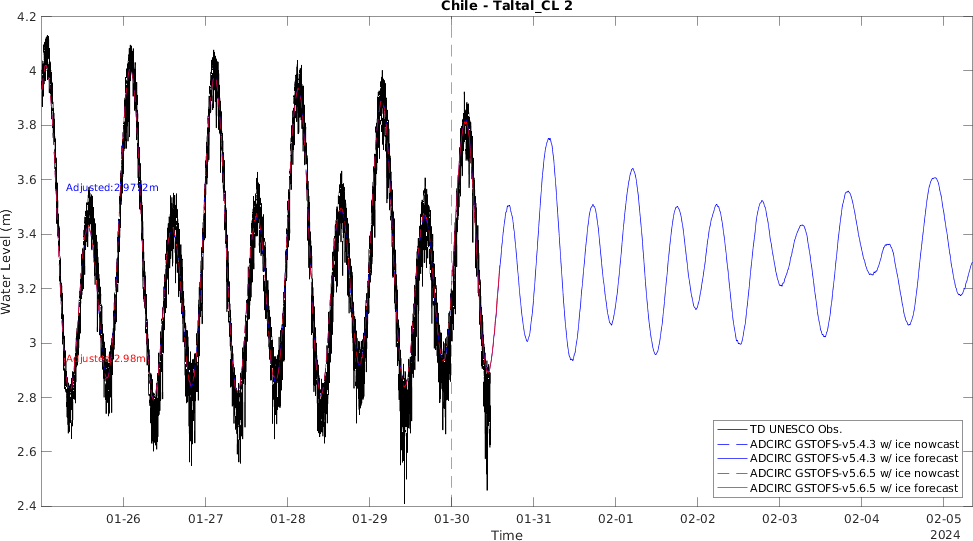 Chile - Taltal_CL 2
4.2
4
3.8
3.6
3.4
3.2
3
2.8
2.6
2.4
Water Level (m)
Adjusted:2.9752m
Adjusted:2.98m
TD UNESCO Obs.
ADCIRC GSTOFS-v5.4.3 w/ ice nowcast
ADCIRC GSTOFS-v5.4.3 w/ ice forecast
ADCIRC GSTOFS-v5.6.5 w/ ice nowcast
ADCIRC GSTOFS-v5.6.5 w/ ice forecast
01-26 01-27 01-28 01-29 01-30 01-31 02-01 02-02 02-03 02-04 02-05
Time
2024